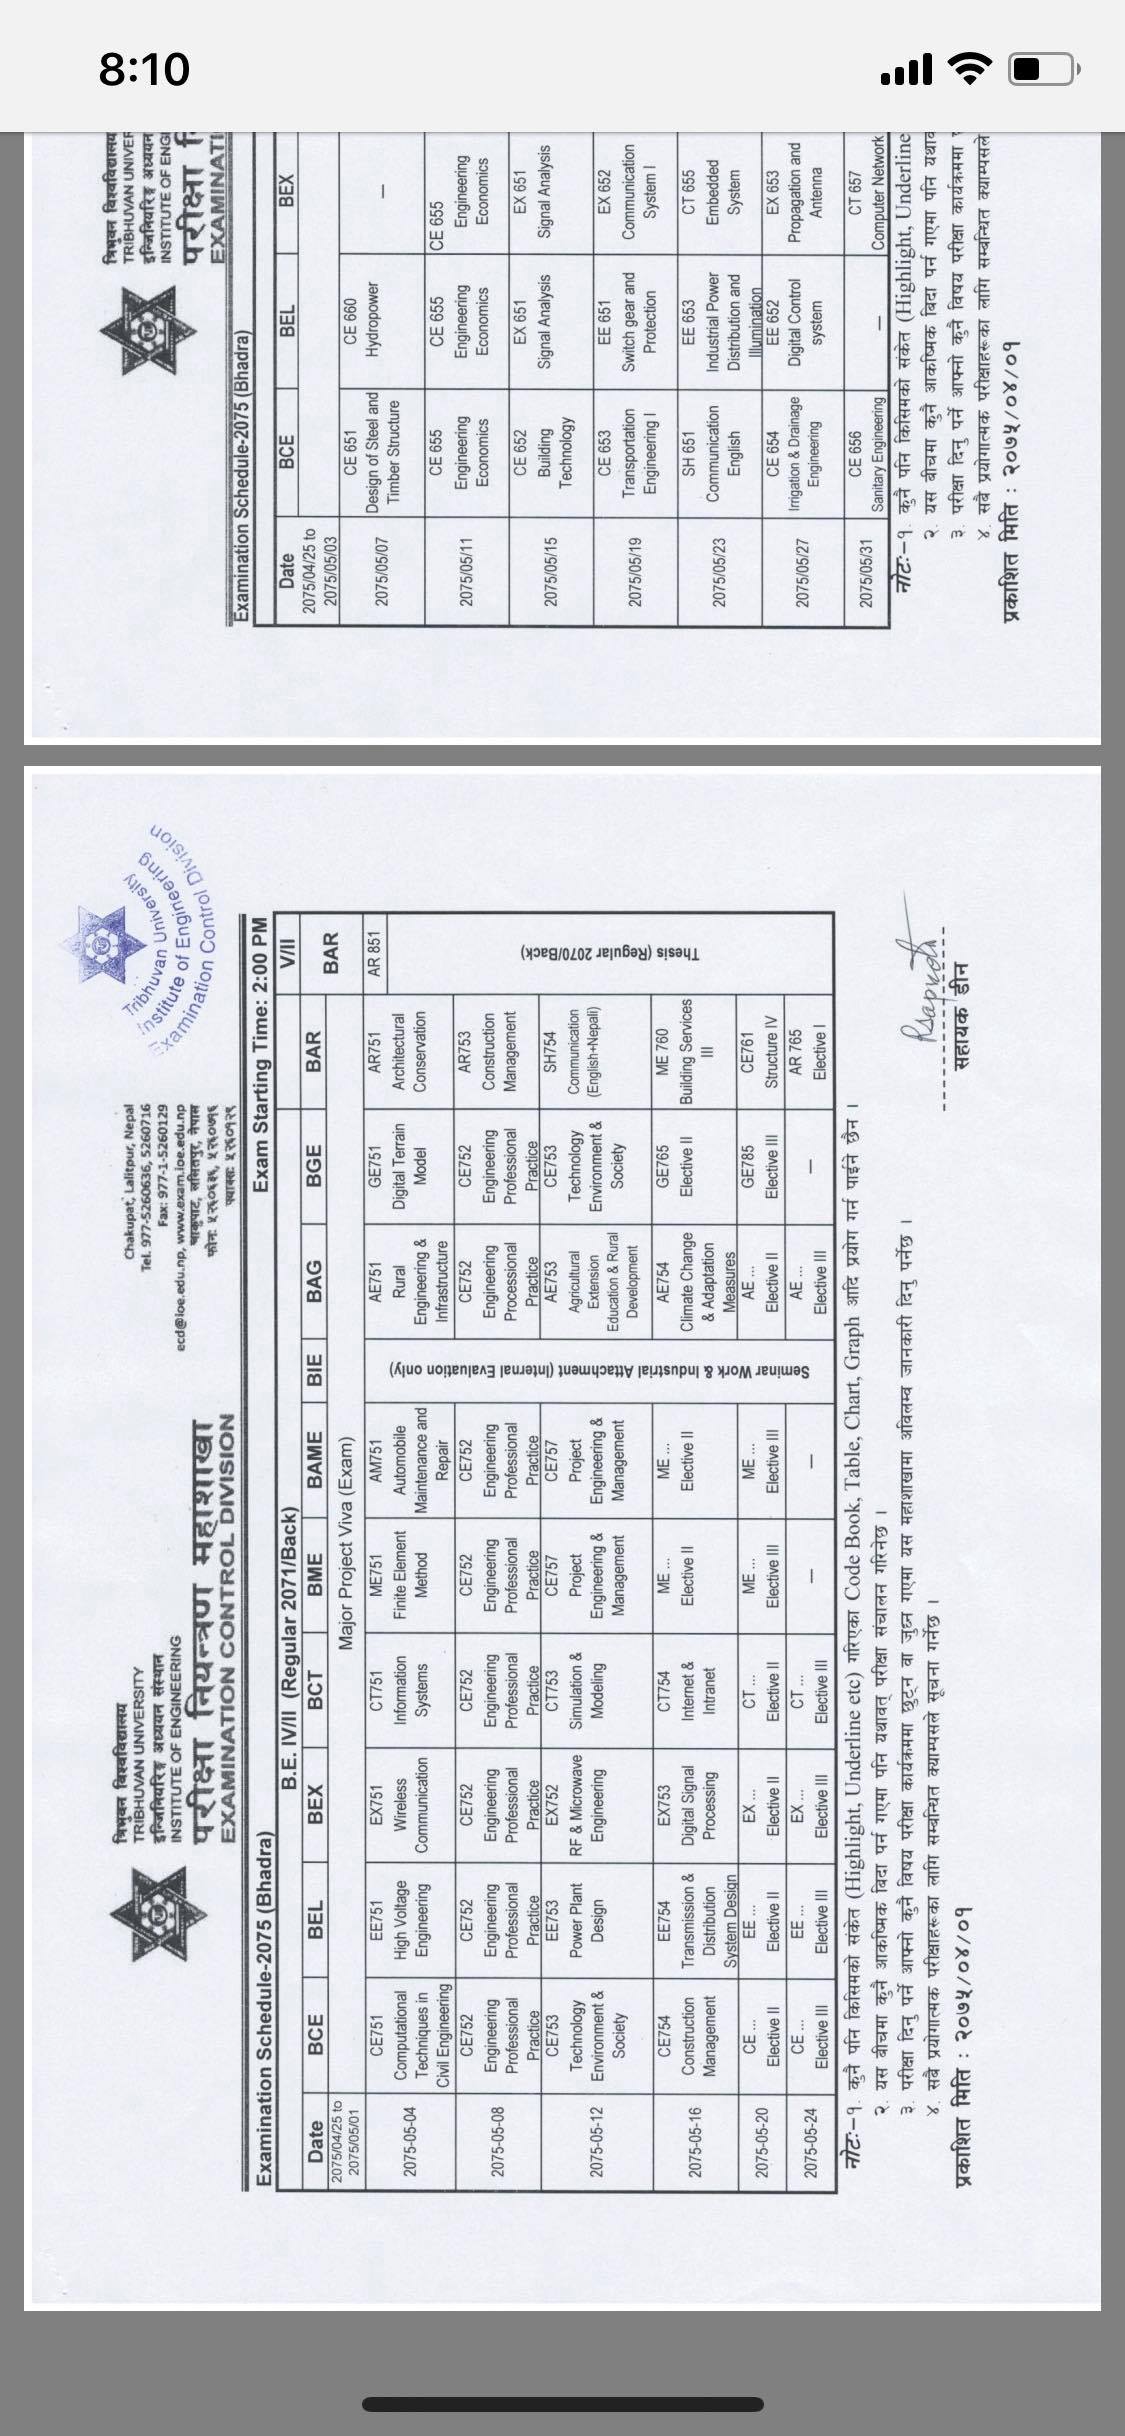 त्रिभुवन विश्वविद्यालय
TRIBHUVAN UNIVERSITY
इन्जिनियरिङ्ग अध्ययन संस्थान
INSTITUTE OF ENGINEERING
परीक्षा नियन्त्रण महाशाखा
EXAMINATION CONTROL DIVISION
Chakupat, Lalitpur, Nepal
Tel. 977-5260636, 5260716
Fax: 977-1-5260129
ecd@ioe.edu.np, www.exam.ioe.edu.np
चाकुपाट, ललितपुर, नेपाल
फोन: ५२६०६३६, ५२६०७१६
फ्याक्स: ५२६०१२९
Tribhuvan University
Institute of Engineering
Examination Control Division
Examination Schedule-2075 (Bhadra) Exam Starting Time: 2:00 PM
B.E. IV/II (Regular 2071/Back) V/II
Date BCE BEL BEX BCT BME BAME BIE BAG BGE BAR BAR
2075/04/25 to 2075/05/01 Major Project Viva (Exam)
2075-05-04
CE751 Computational Techniques in Civil Engineering
EE751 High Voltage Engineering
EX751 Wireless Communication
CT751 Information Systems
ME751 Finite Element Method
AM751 Automobile Maintenance and Repair
AE751 Rural Engineering & Infrastructure
GE751 Digital Terrain Model
AR751 Architectural Conservation
AR 851
Seminar Work & Industrial Attachment (Internal Evaluation only)
Thesis (Regular 2070/Back)
2075-05-08
CE752 Engineering Professional Practice
CE752 Engineering Professional Practice
CE752 Engineering Professional Practice
CE752 Engineering Professional Practice
CE752 Engineering Professional Practice
CE752 Engineering Professional Practice
CE752 Engineering Processional Practice
CE752 Engineering Professional Practice
AR753 Construction Management
2075-05-12
CE753 Technology Environment & Society
EE753 Power Plant Design
EX752 RF & Microwave Engineering
CT753 Simulation & Modeling
CE757 Project Engineering & Management
CE757 Project Engineering & Management
AE753 Agricultural Extension Education & Rural Development
CE753 Technology Environment & Society
SH754 Communication (English+Nepali)
2075-05-16
CE754 Construction Management
EE754 Transmission & Distribution System Design
EX753 Digital Signal Processing
CT754 Internet & Intranet
ME ... Elective II
ME ... Elective II
AE754 Climate Change & Adaptation Measures
GE765 Elective II
ME 760 Building Services III
2075-05-20
CE ... Elective II
EE ... Elective II
EX ... Elective II
CT ... Elective II
ME ... Elective III
ME ... Elective III
AE ... Elective II
GE785 Elective III
CE761 Structure IV
2075-05-24
CE ... Elective III
EE ... Elective III
EX ... Elective III
CT ... Elective III
—
—
AE ... Elective III
—
AR 765 Elective I
नोटः–१. कुनै पनि किसिमको संकेत (Highlight, Underline etc) गरिएका Code Book, Table, Chart, Graph आदि प्रयोग गर्न पाईने छैन ।
२. यस बीचमा कुनै आकष्मिक बिदा पर्न गएमा पनि यथावत् परीक्षा संचालन गरिनेछ ।
३. परीक्षा दिनु पर्ने आफ्नो कुनै विषय परीक्षा कार्यक्रममा छुट्न वा जुध्न गएमा यस महाशाखामा अविलम्व जानकारी दिनु पर्नेछ ।
४. सबै प्रयोगात्मक परीक्षाहरूका लागि सम्बन्धित क्याम्पसले सूचना गर्नेछ ।
प्रकाशित मिति : २०७५/०४/०१
सहायक डीन
त्रिभुवन विश्वविद्यालय
TRIBHUVAN UNIVER
इन्जिनियरिङ्ग अध्ययन
INSTITUTE OF ENGI
परीक्षा नि
EXAMINATI
Examination Schedule-2075 (Bhadra)
Date BCE BEL BEX
2075/04/25 to 2075/05/03
2075/05/07
CE 651 Design of Steel and Timber Structure
CE 660 Hydropower
—
2075/05/11
CE 655 Engineering Economics
CE 655 Engineering Economics
CE 655 Engineering Economics
2075/05/15
CE 652 Building Technology
EX 651 Signal Analysis
EX 651 Signal Analysis
2075/05/19
CE 653 Transportation Engineering I
EE 651 Switch gear and Protection
EX 652 Communication System I
2075/05/23
SH 651 Communication English
EE 653 Industrial Power Distribution and Illumination
CT 655 Embedded System
2075/05/27
CE 654 Irrigation & Drainage Engineering
EE 652 Digital Control system
EX 653 Propagation and Antenna
2075/05/31
CE 656 Sanitary Engineering
—
CT 657 Computer Network
नोटः–१. कुनै पनि किसिमको संकेत (Highlight, Underline
२. यस बीचमा कुनै आकष्मिक बिदा पर्न गएमा पनि यथाव
३. परीक्षा दिनु पर्ने आफ्नो कुनै विषय परीक्षा कार्यक्रममा
४. सबै प्रयोगात्मक परीक्षाहरूका लागि सम्बन्धित क्याम्पसले
प्रकाशित मिति : २०७५/०४/०१
8:10